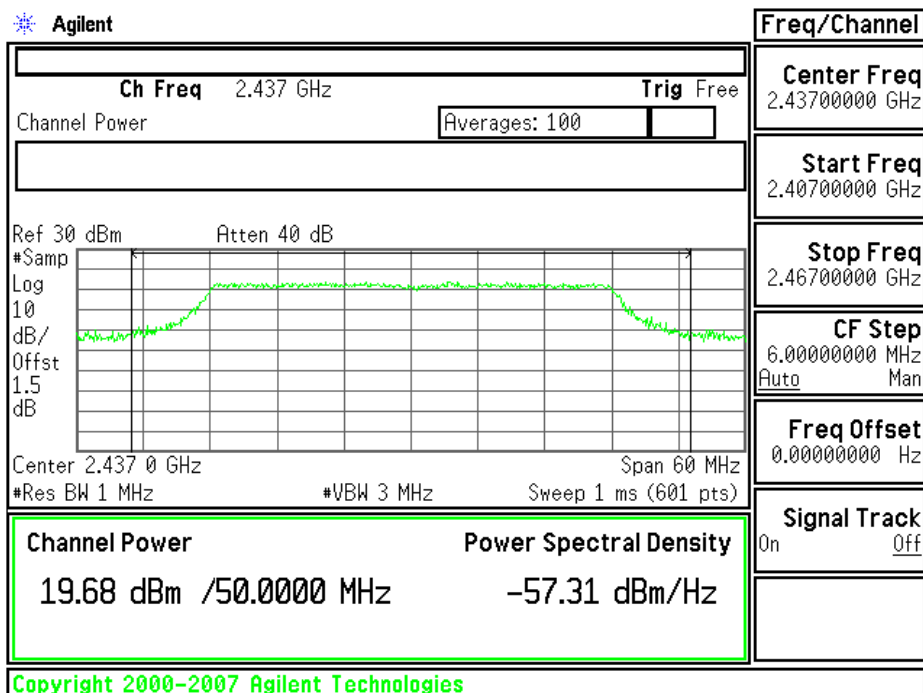 Agilent
Freq/Channel
Ch Freq 2.437 GHz Trig Free
Channel Power Averages: 100
Ref 30 dBm Atten 40 dB
#Samp
Log
10
dB/
Offst
1.5
dB
Center 2.437 0 GHz Span 60 MHz
#Res BW 1 MHz #VBW 3 MHz Sweep 1 ms (601 pts)
Channel Power Power Spectral Density
19.68 dBm /50.0000 MHz -57.31 dBm/Hz
Copyright 2000-2007 Agilent Technologies
Center Freq
2.43700000 GHz
Start Freq
2.40700000 GHz
Stop Freq
2.46700000 GHz
CF Step
6.00000000 MHz
Auto Man
Freq Offset
0.00000000 Hz
Signal Track
On Off